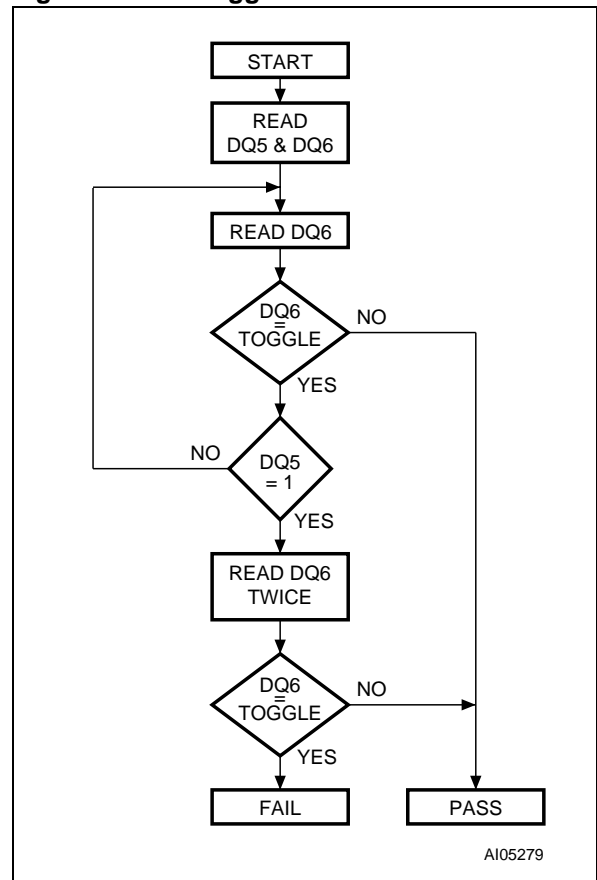 START
READ
DQ5 & DQ6
READ DQ6
DQ6
=
TOGGLE
NO
YES
NO
DQ5
= 1
YES
READ DQ6
TWICE
DQ6
=
TOGGLE
NO
YES
FAIL
PASS
AI05279